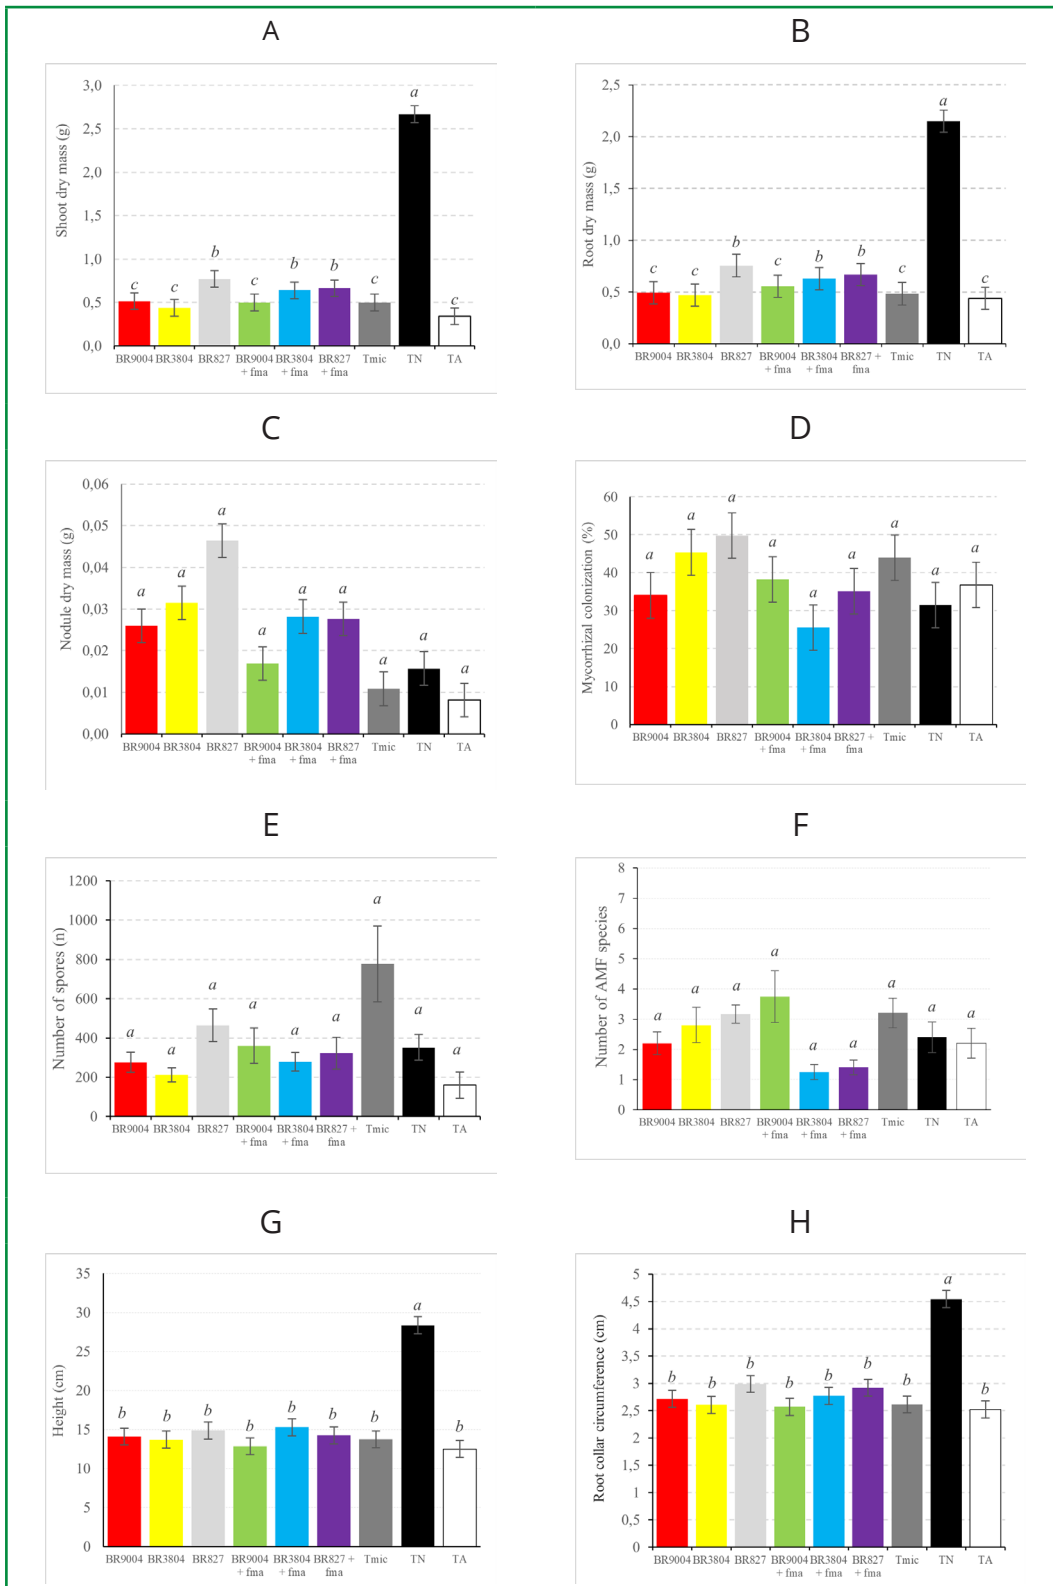 A
Shoot dry mass (g)
3,0
2,5
2,0
1,5
1,0
0,5
0,0
c c b c b b c a c
BR9004 BR3804 BR827 BR9004 BR3804 BR827 Tmic TN TA
+ fma + fma + fma
B
Root dry mass (g)
2,5
2,0
1,5
1,0
0,5
0,0
c c b c b b c a c
BR9004 BR3804 BR827 BR9004 BR3804 BR827 + Tmic TN TA
+ fma + fma fma
C
Nodule dry mass (g)
0,06
0,05
0,04
0,03
0,02
0,01
0,00
a a a a a a a a a
BR9004 BR3804 BR827 BR9004 BR3804 BR827 Tmic TN TA
+ fma + fma + fma
D
Mycorrhizal colonization (%)
60
50
40
30
20
10
0
a a a a a a a a a
BR9004 BR3804 BR827 BR9004 BR3804 BR827 + Tmic TN TA
+ fma + fma fma
E
Number of spores (n)
1200
1000
800
600
400
200
0
a a a a a a a a a
BR9004 BR3804 BR827 BR9004 BR3804 BR827 + Tmic TN TA
+ fma + fma fma
F
Number of AMF species
8
7
6
5
4
3
2
1
0
a a a a a a a a a
BR9004 BR3804 BR827 BR9004 BR3804 BR827 Tmic TN TA
+ fma + fma + fma
G
Height (cm)
35
30
25
20
15
10
5
0
b b b b b b b a b
BR9004 BR3804 BR827 BR9004 BR3804 BR827 + Tmic TN TA
+ fma + fma fma
H
Root collar circumference (cm)
5
4,5
4
3,5
3
2,5
2
1,5
1
0,5
0
b b b b b b b a b
BR9004 BR3804 BR827 BR9004 BR3804 BR827 Tmic TN TA
+ fma + fma + fma